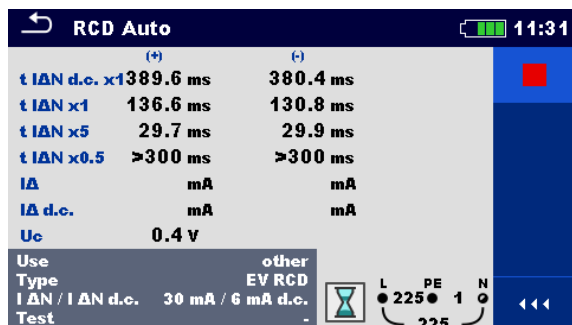 RCD Auto 11:31
(+) (-)
t IΔN d.c. x1 389.6 ms 380.4 ms
t IΔN x1 136.6 ms 130.8 ms
t IΔN x5 29.7 ms 29.9 ms
t IΔN x0.5 >300 ms >300 ms
IΔ mA mA
IΔ d.c. mA mA
Uc 0.4 V
Use other
Type EV RCD
I ΔN / I ΔN d.c. 30 mA / 6 mA d.c.
Test -
L PE N
225 1
225